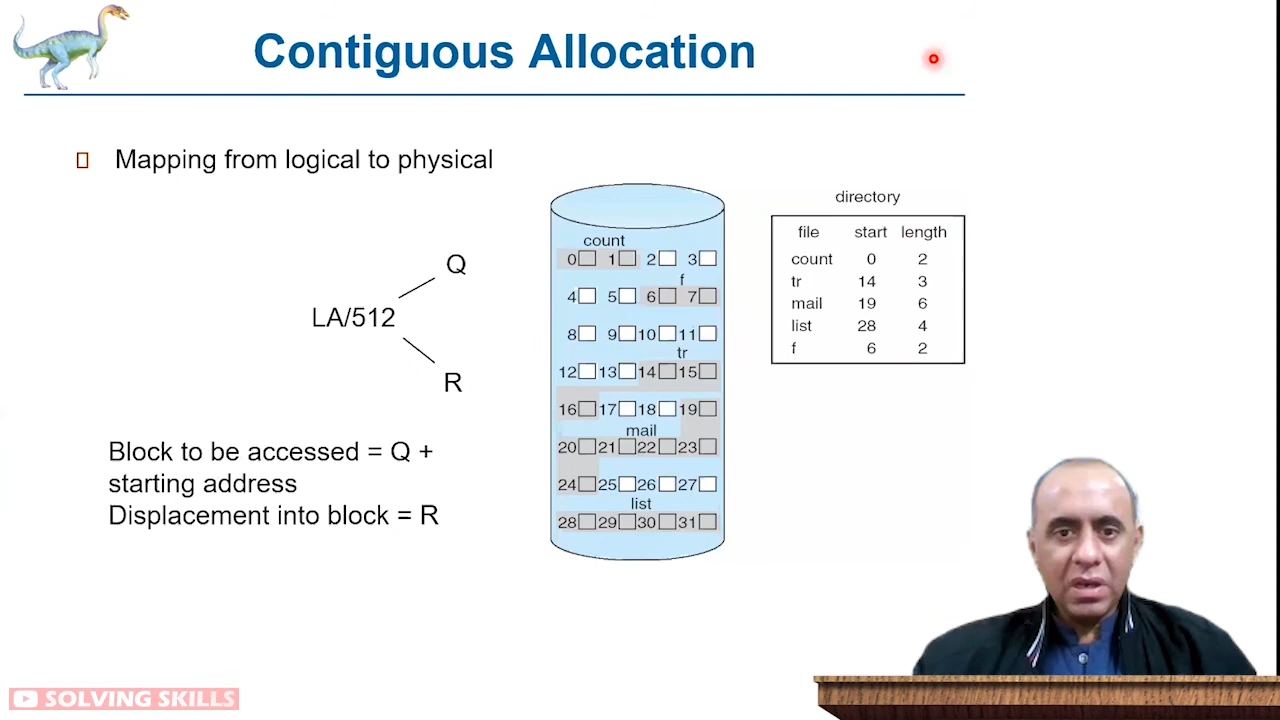 Contiguous Allocation
Mapping from logical to physical
Q
LA/512
R
Block to be accessed = Q +
starting address
Displacement into block = R
count
0 1 2 3
f
4 5 6 7
8 9 10 11
tr
12 13 14 15
16 17 18 19
mail
20 21 22 23
24 25 26 27
list
28 29 30 31
directory
file start length
count 0 2
tr 14 3
mail 19 6
list 28 4
f 6 2
SOLVING SKILLS